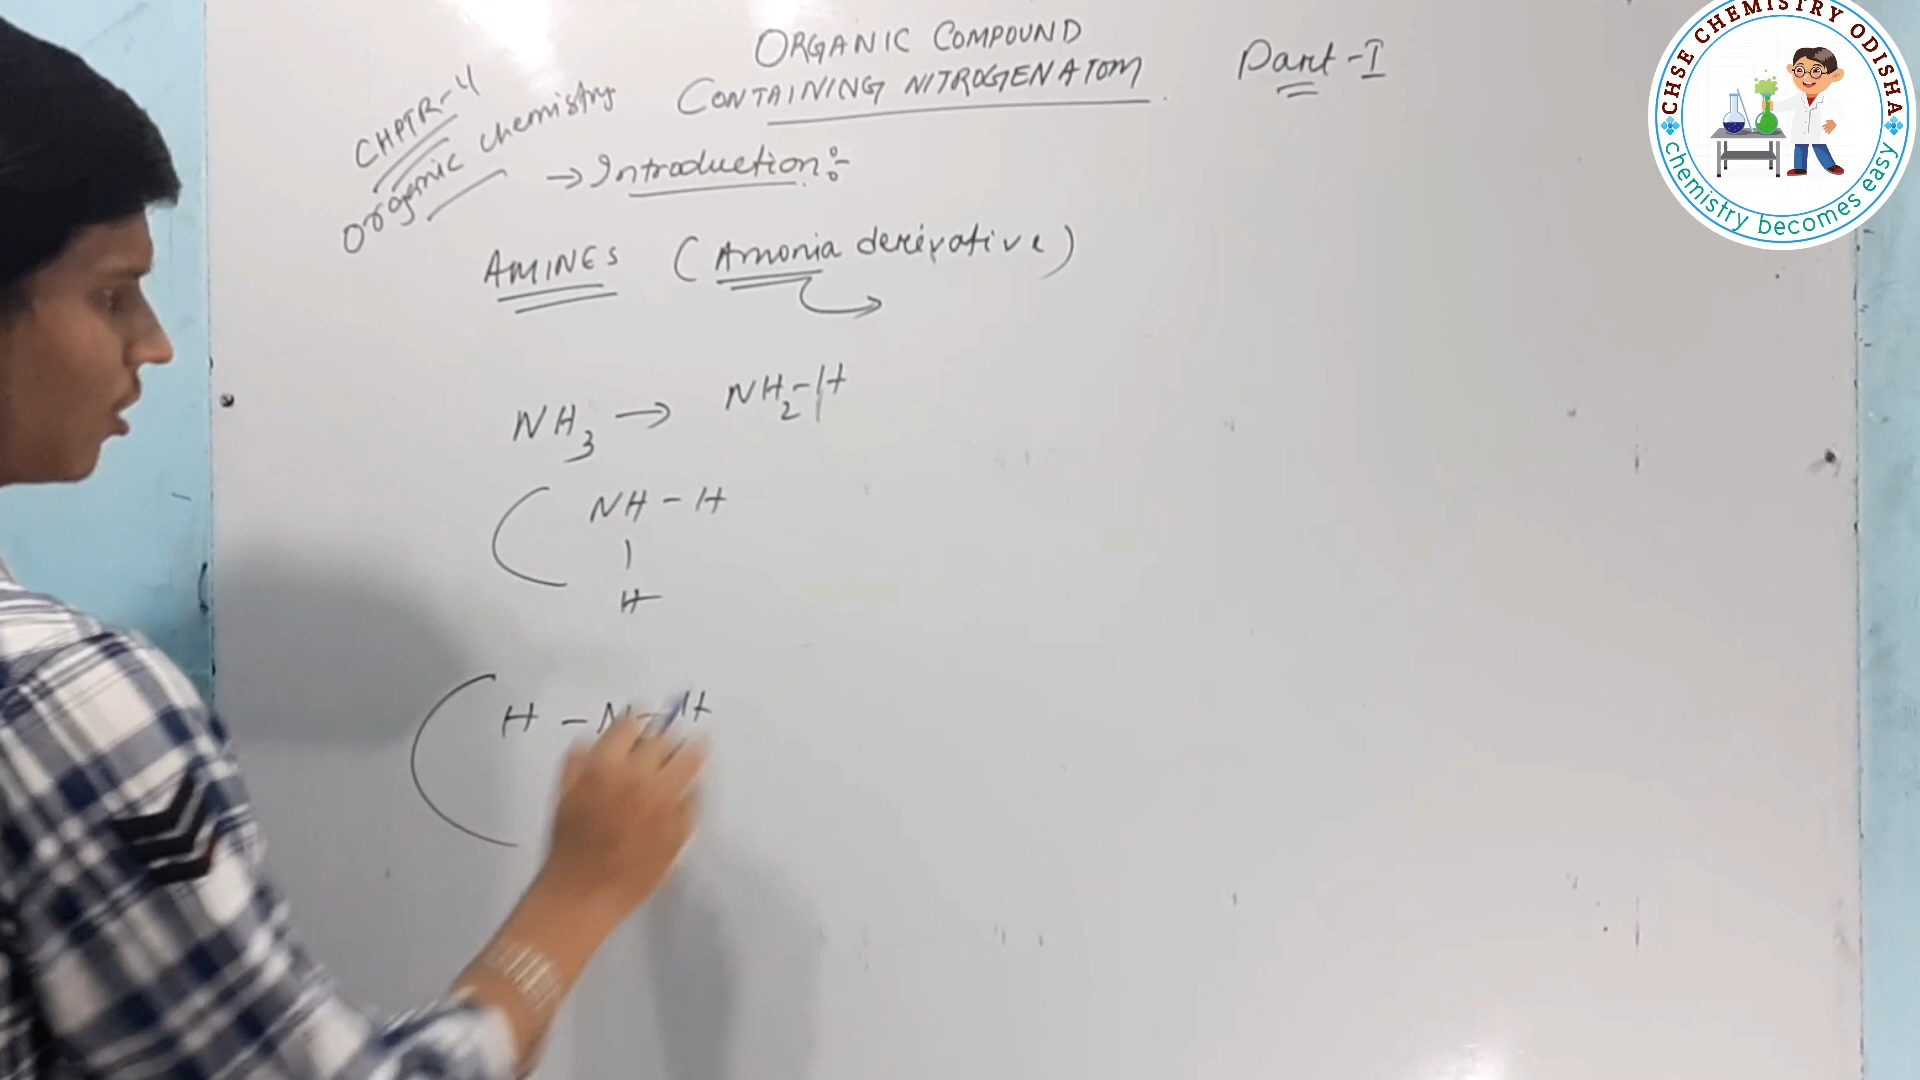 ORGANIC COMPOUND
CONTAINING NITROGEN ATOM
Part-I
CHPTR-4
Organic chemistry
→ Introduction:-
AMINES (Amonia derivative)
NH3 → NH2-H
NH-H
|
H
H-N-H
CHSE CHEMISTRY ODISHA
chemistry becomes easy